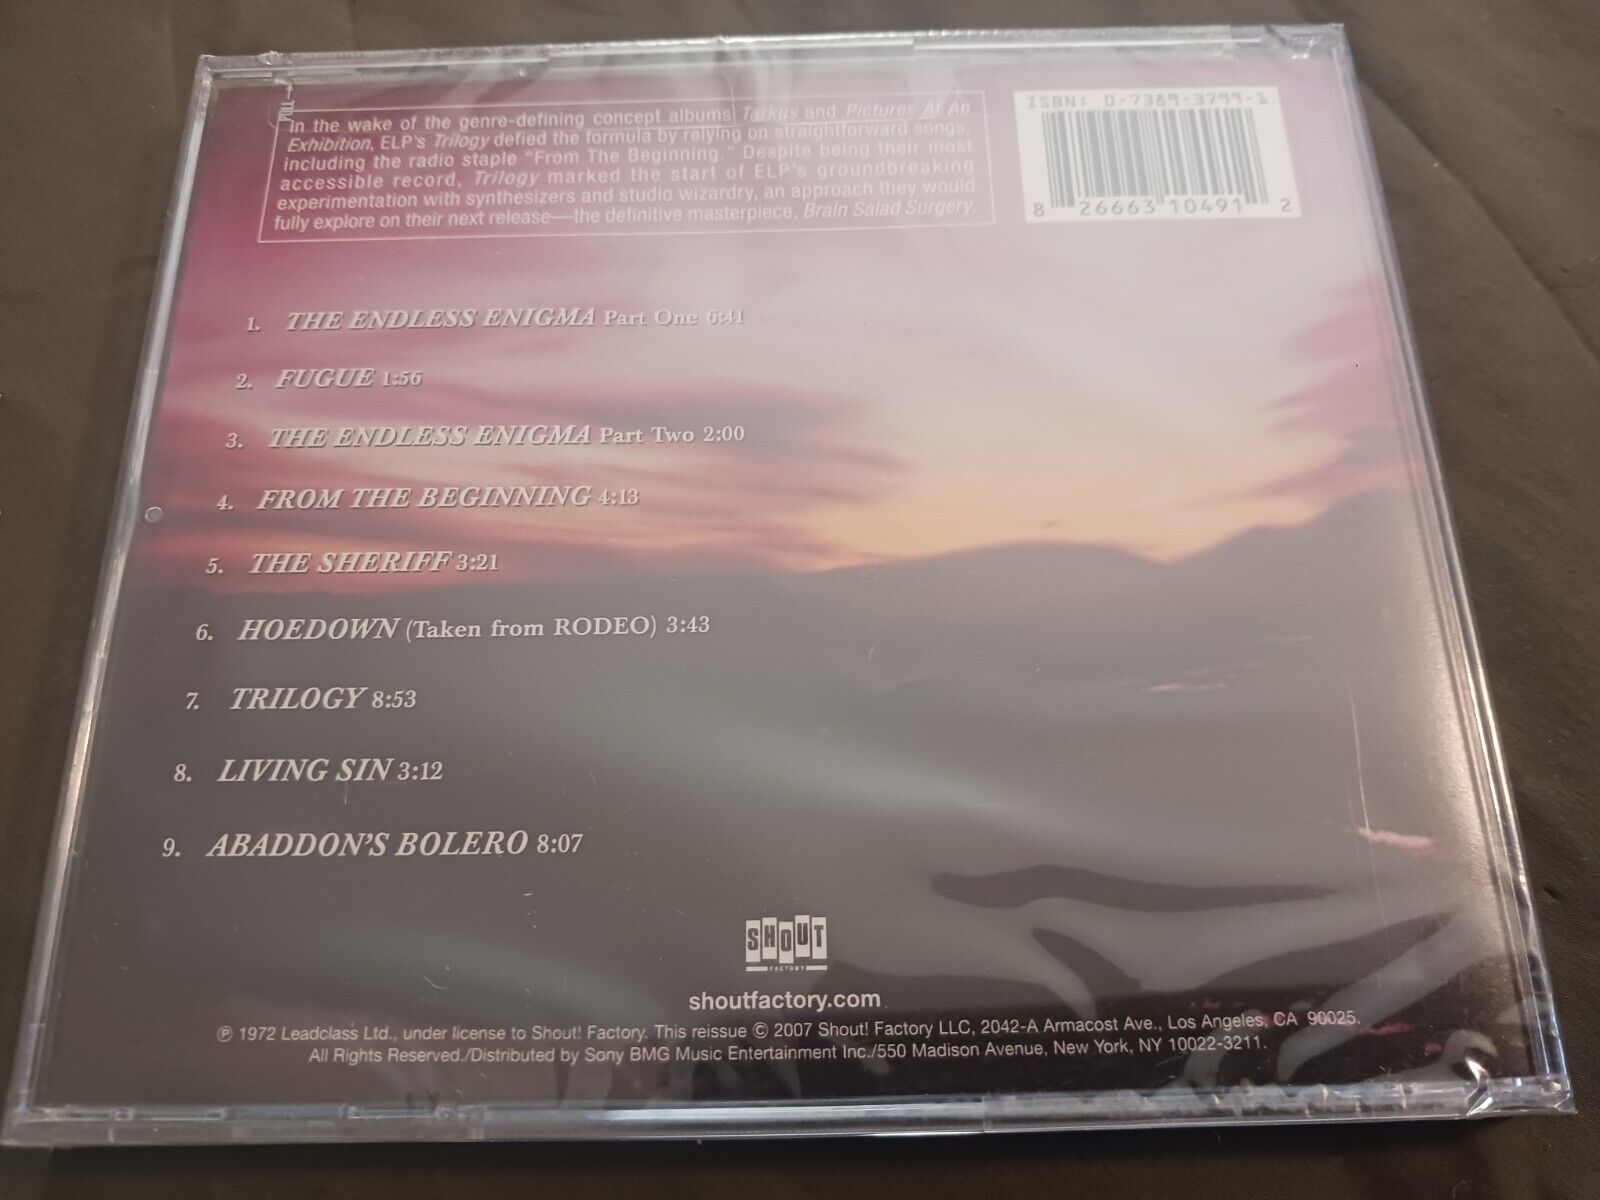 In the wake of the genre-defining concept albums Tarkus and Pictures At An
Exhibition, ELP's Trilogy defied the formula by relying on straightforward songs,
including the radio staple "From The Beginning." Despite being their most
accessible record, Trilogy marked the start of ELP's groundbreaking
experimentation with synthesizers and studio wizardry, an approach they would
fully explore on their next release—the definitive masterpiece, Brain Salad Surgery.
ISBN: 0-7389-3799-1
8 26663 10491 2
1. THE ENDLESS ENIGMA Part One 6:41
2. FUGUE 1:56
3. THE ENDLESS ENIGMA Part Two 2:00
4. FROM THE BEGINNING 4:13
5. THE SHERIFF 3:21
6. HOEDOWN (Taken from RODEO) 3:43
7. TRILOGY 8:53
8. LIVING SIN 3:12
9. ABADDON'S BOLERO 8:07
SHOUT
FACTORY
shoutfactory.com
℗ 1972 Leadclass Ltd., under license to Shout! Factory. This reissue © 2007 Shout! Factory LLC, 2042-A Armacost Ave., Los Angeles, CA 90025.
All Rights Reserved./Distributed by Sony BMG Music Entertainment Inc./550 Madison Avenue, New York, NY 10022-3211.